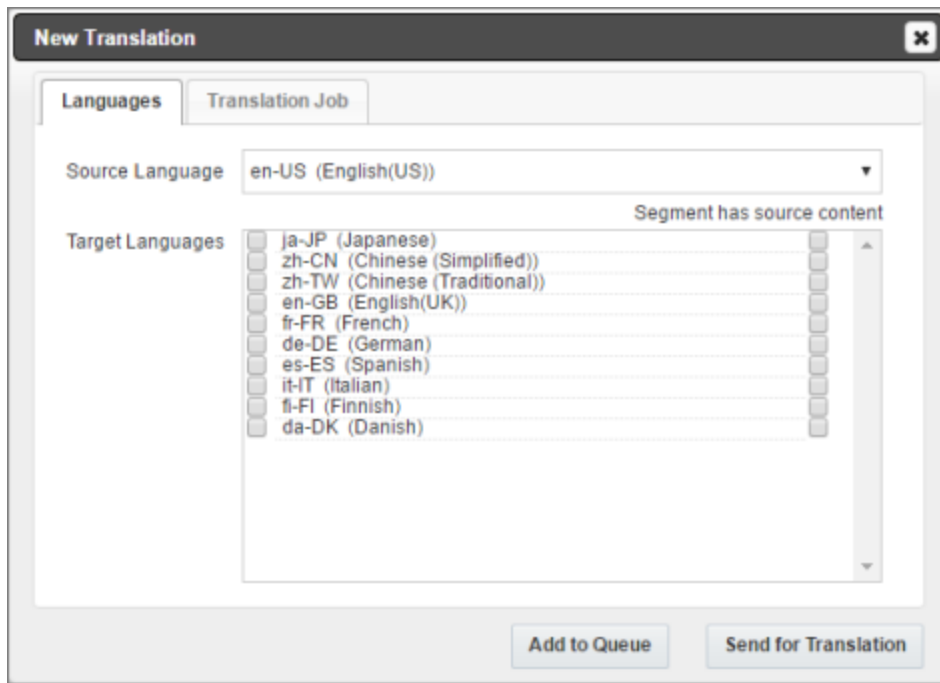 New Translation
Languages Translation Job
Source Language en-US (English(US))
Segment has source content
Target Languages ja-JP (Japanese)
zh-CN (Chinese (Simplified))
zh-TW (Chinese (Traditional))
en-GB (English(UK))
fr-FR (French)
de-DE (German)
es-ES (Spanish)
it-IT (Italian)
fi-FI (Finnish)
da-DK (Danish)
Add to Queue Send for Translation